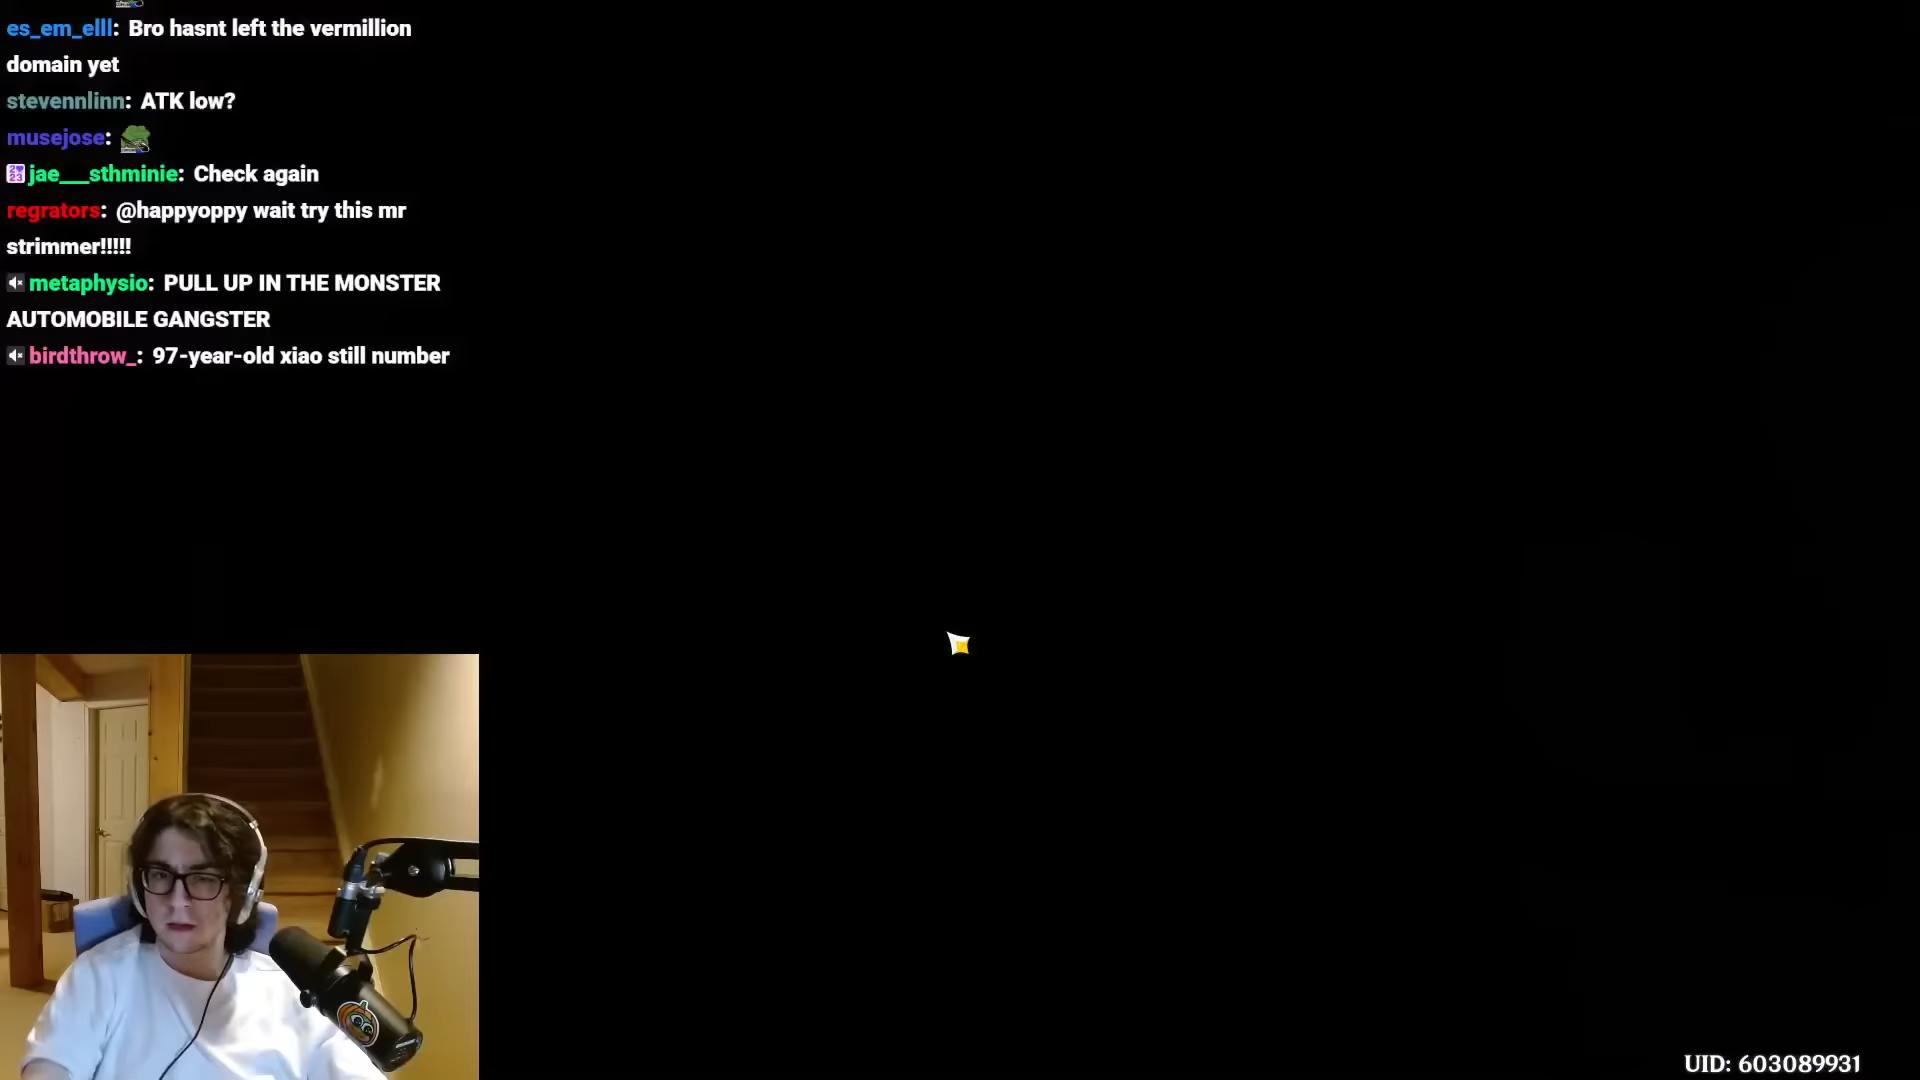 es_em_elll: Bro hasnt left the vermillion
domain yet
stevennlinn: ATK low?
musejose:
jae___sthminie: Check again
regrators: @happyoppy wait try this mr
strimmer!!!!!
metaphysio: PULL UP IN THE MONSTER
AUTOMOBILE GANGSTER
birdthrow_: 97-year-old xiao still number
UID: 603089931